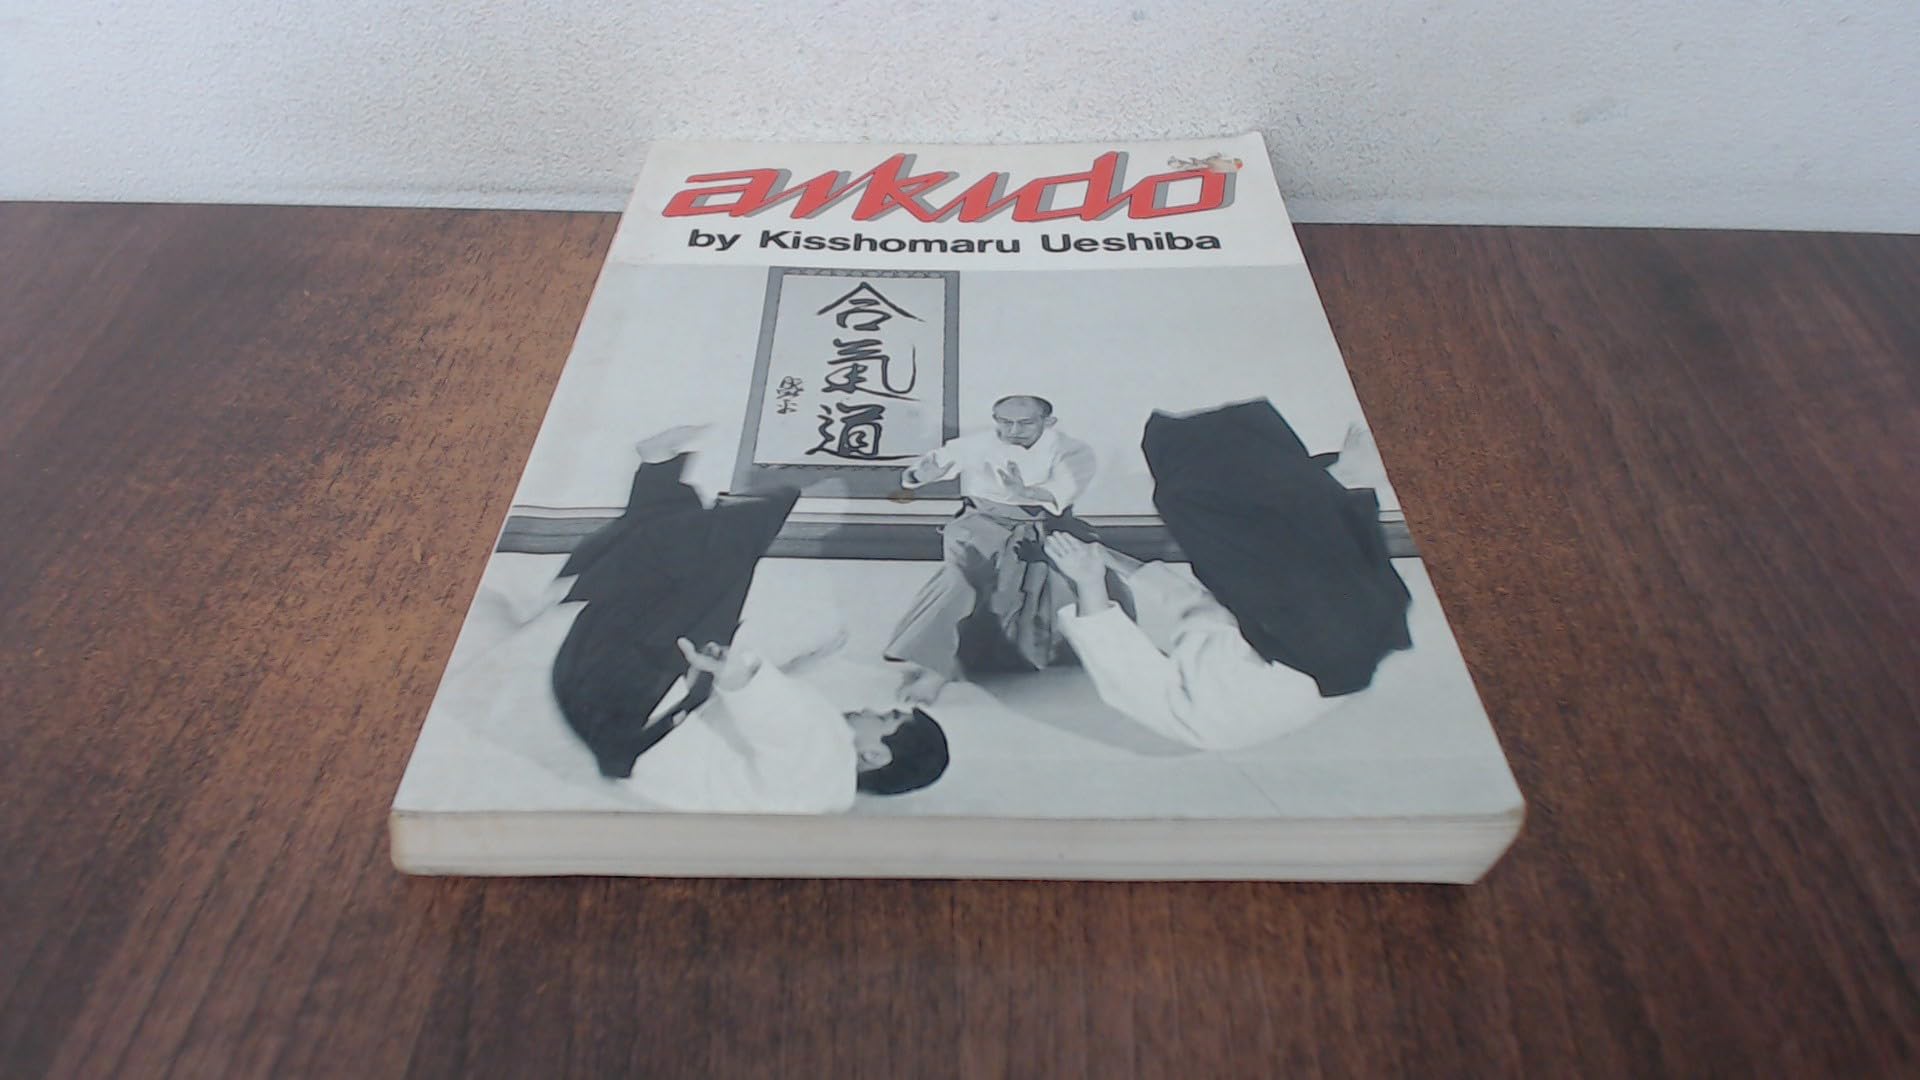 aikido
by Kisshomaru Ueshiba
合氣道